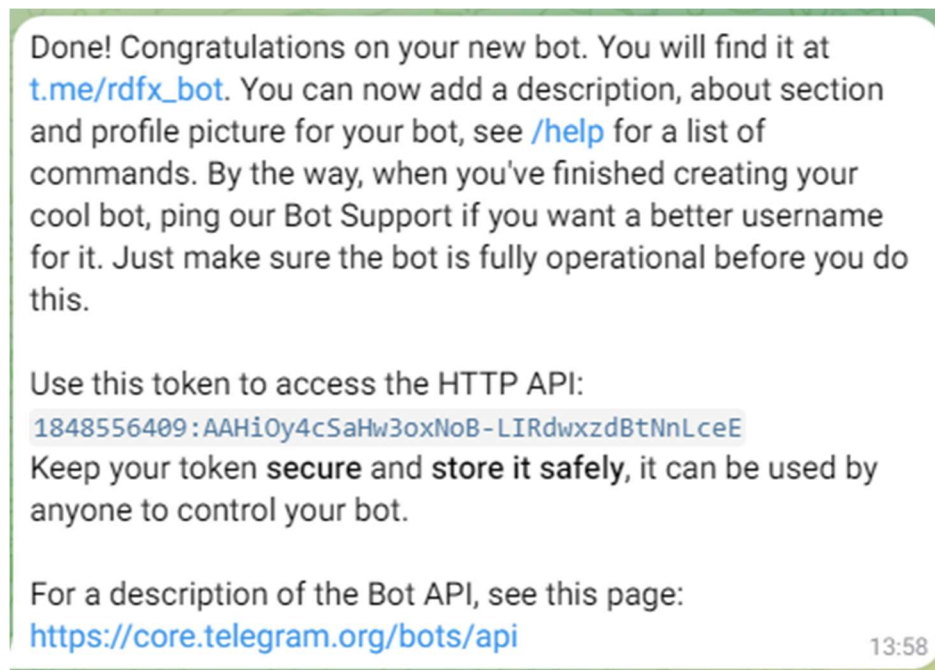 Done! Congratulations on your new bot. You will find it at
t.me/rdfx_bot. You can now add a description, about section
and profile picture for your bot, see /help for a list of
commands. By the way, when you've finished creating your
cool bot, ping our Bot Support if you want a better username
for it. Just make sure the bot is fully operational before you do
this.
Use this token to access the HTTP API:
1848556409:AAHiOy4cSaHw3oxNoB-LIRdwxzdBtNnLceE
Keep your token secure and store it safely, it can be used by
anyone to control your bot.
For a description of the Bot API, see this page:
https://core.telegram.org/bots/api
13:58